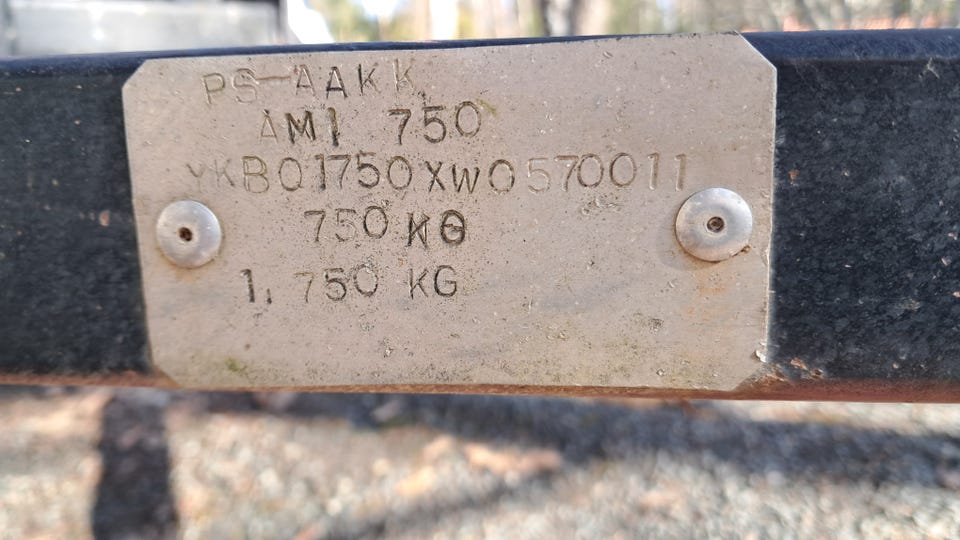 PS-AAKK
AMI 750
YKB01750XW0570011
750 KG
1. 750 KG